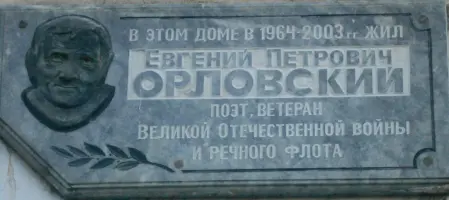 В ЭТОМ ДОМЕ В 1964-2003 гг. ЖИЛ
ЕВГЕНИЙ ПЕТРОВИЧ
ОРЛОВСКИЙ
ПОЭТ, ВЕТЕРАН
ВЕЛИКОЙ ОТЕЧЕСТВЕННОЙ ВОЙНЫ
И РЕЧНОГО ФЛОТА